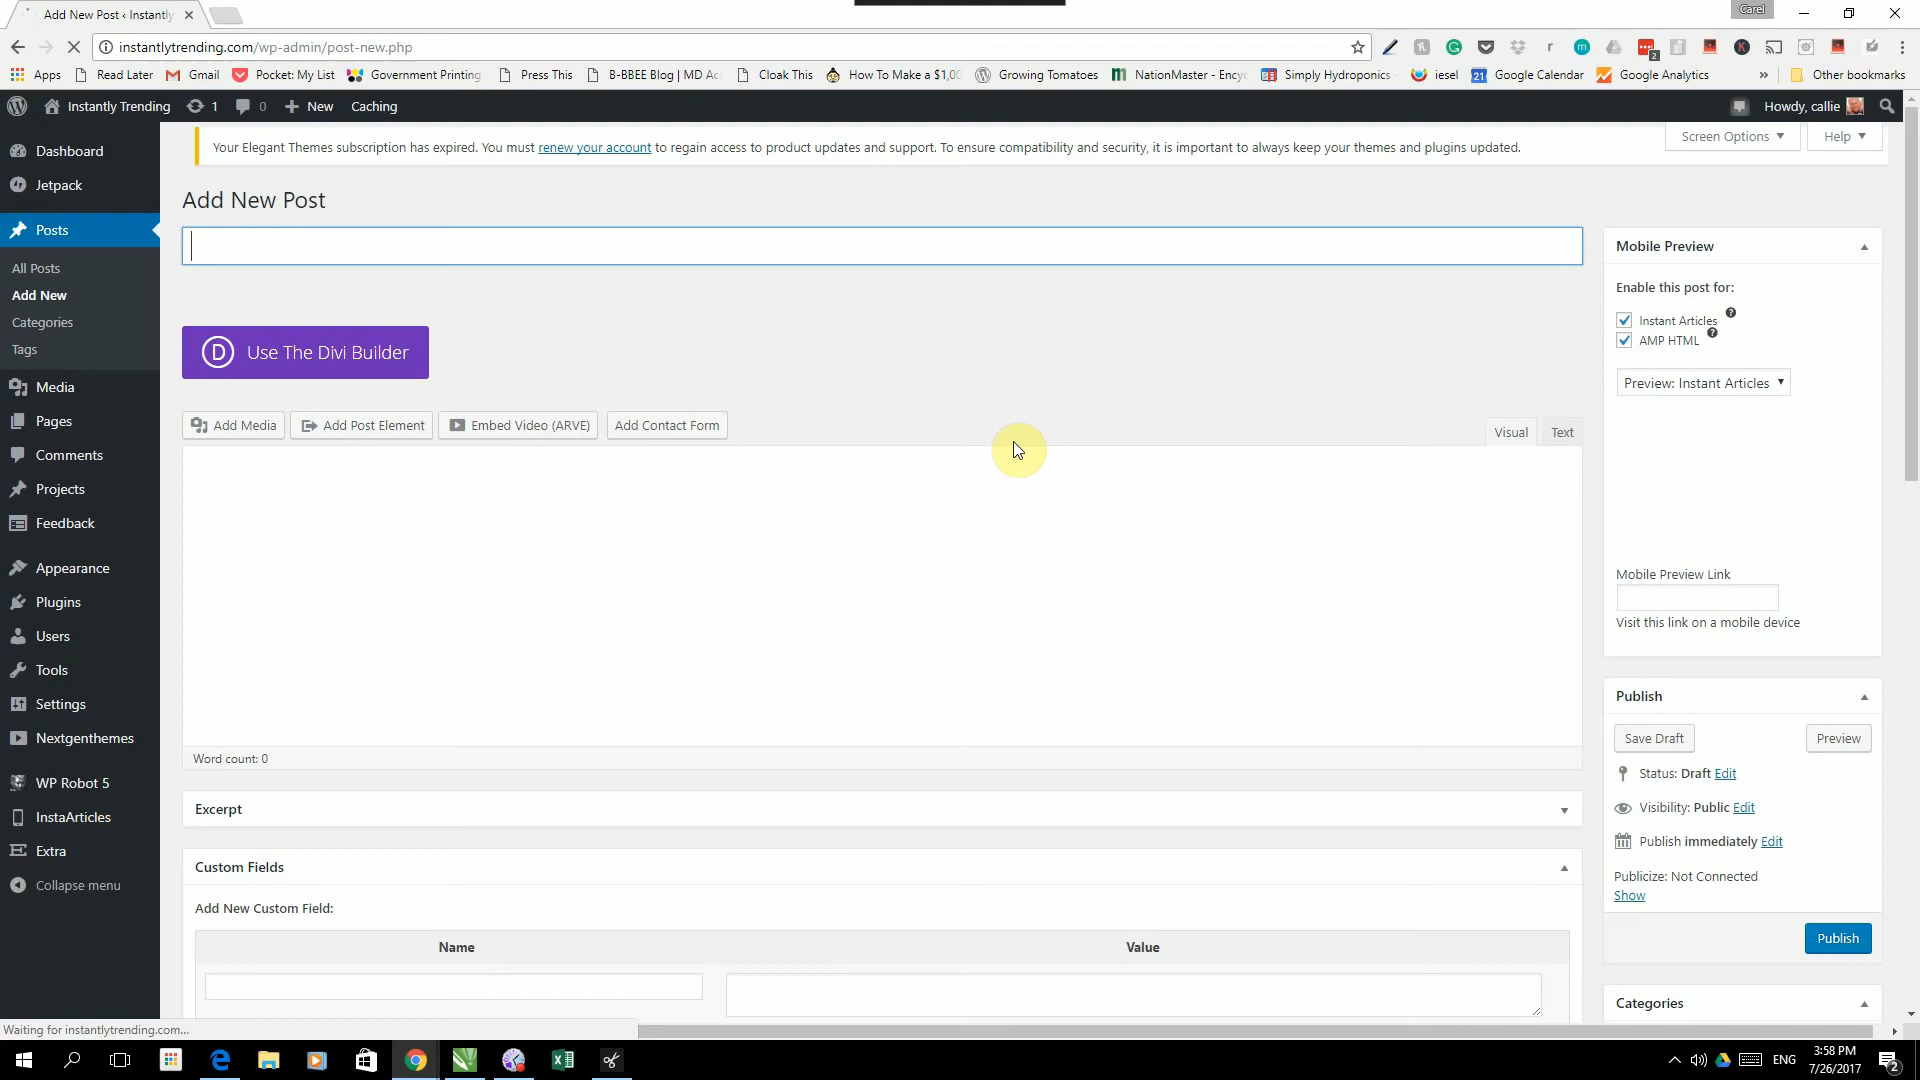 Add New Post ‹ Instantly
Carel
instantlytrending.com/wp-admin/post-new.php
Apps Read Later Gmail Pocket: My List Government Printing Press This B-BBEE Blog | MD Ac Cloak This How To Make a $1,00 Growing Tomatoes NationMaster - Ency Simply Hydroponics iesel Google Calendar Google Analytics » Other bookmarks
Instantly Trending 1 0 New Caching Howdy, callie
Your Elegant Themes subscription has expired. You must renew your account to regain access to product updates and support. To ensure compatibility and security, it is important to always keep your themes and plugins updated.
Screen Options Help
Dashboard
Jetpack
Posts
All Posts
Add New
Categories
Tags
Media
Pages
Comments
Projects
Feedback
Appearance
Plugins
Users
Tools
Settings
Nextgenthemes
WP Robot 5
InstaArticles
Extra
Collapse menu
Add New Post
D Use The Divi Builder
Add Media Add Post Element Embed Video (ARVE) Add Contact Form
Visual Text
Word count: 0
Excerpt
Custom Fields
Add New Custom Field:
Name Value
Mobile Preview
Enable this post for:
Instant Articles ?
AMP HTML ?
Preview: Instant Articles
Mobile Preview Link
Visit this link on a mobile device
Publish
Save Draft Preview
Status: Draft Edit
Visibility: Public Edit
Publish immediately Edit
Publicize: Not Connected
Show
Publish
Categories
Waiting for instantlytrending.com...
ENG
3:58 PM
7/26/2017
2